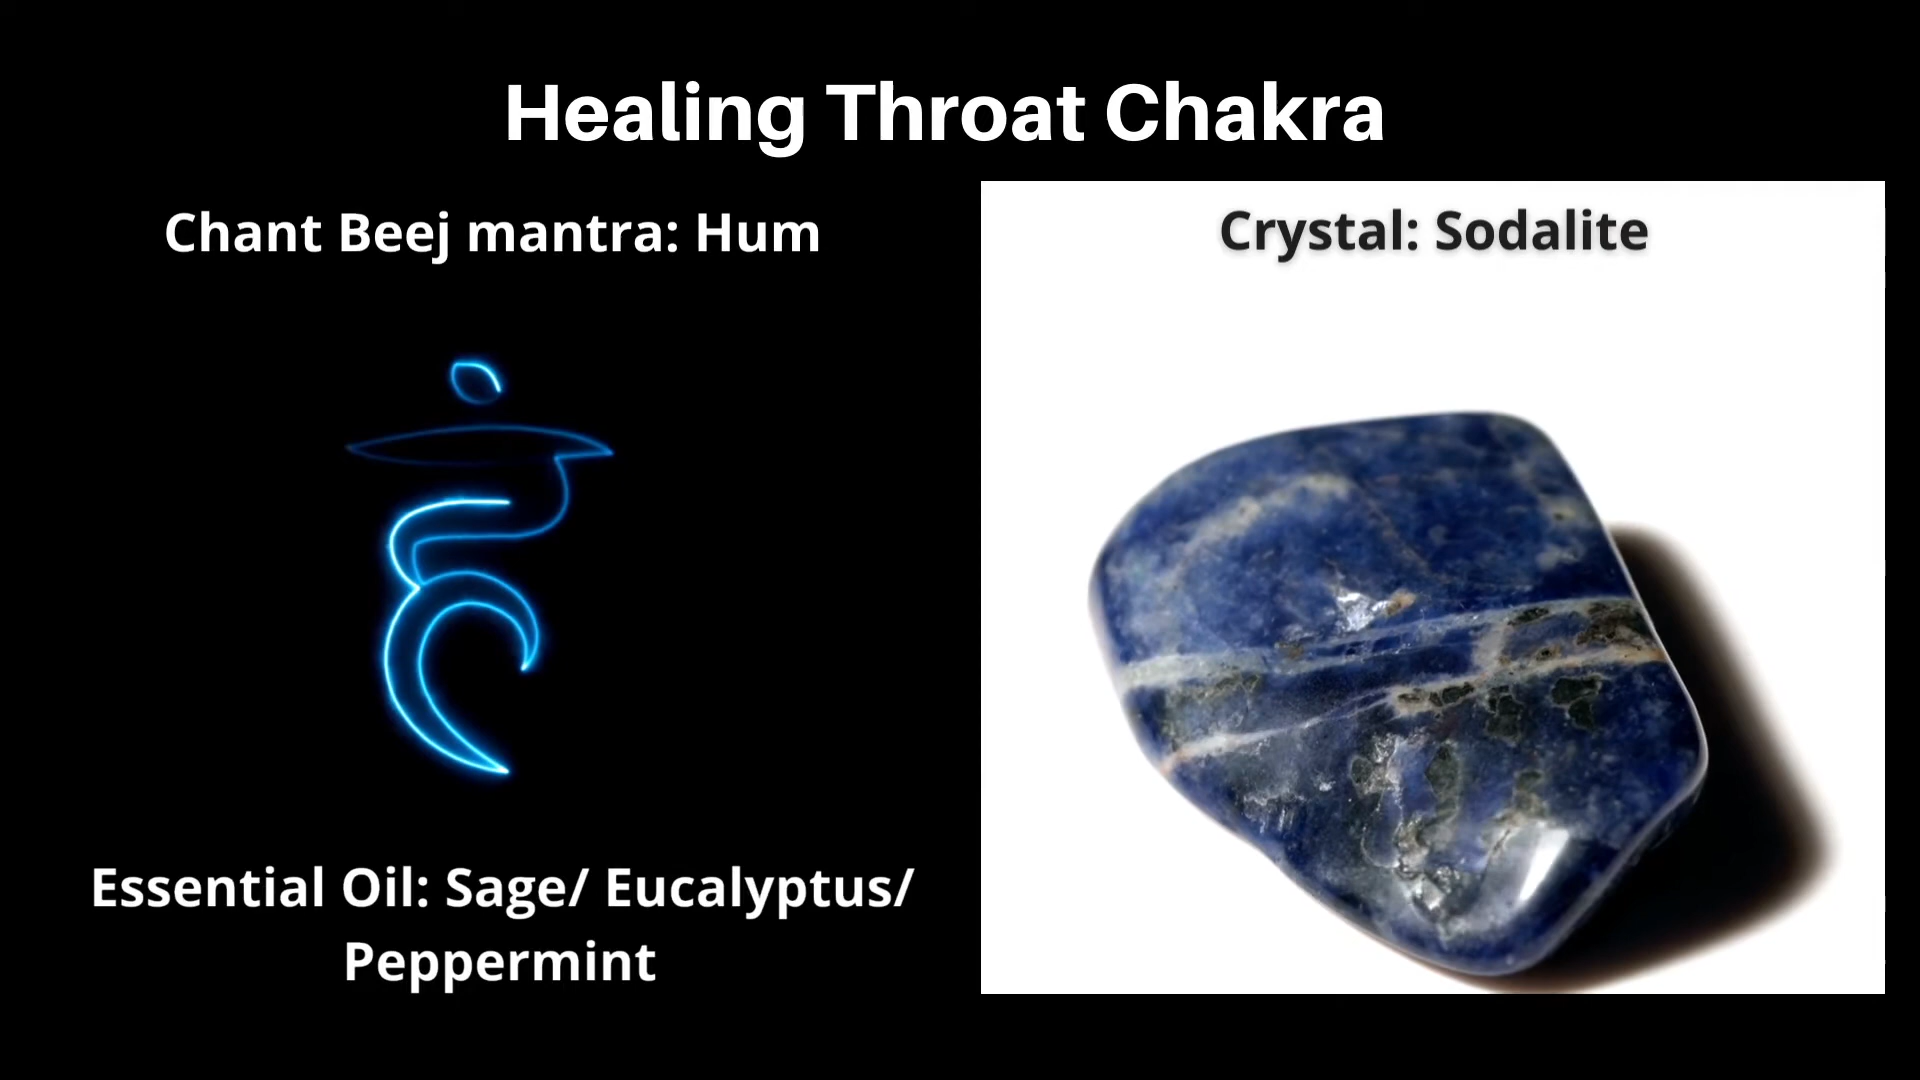 Healing Throat Chakra
Chant Beej mantra: Hum
हं
Essential Oil: Sage/ Eucalyptus/
Peppermint
Crystal: Sodalite